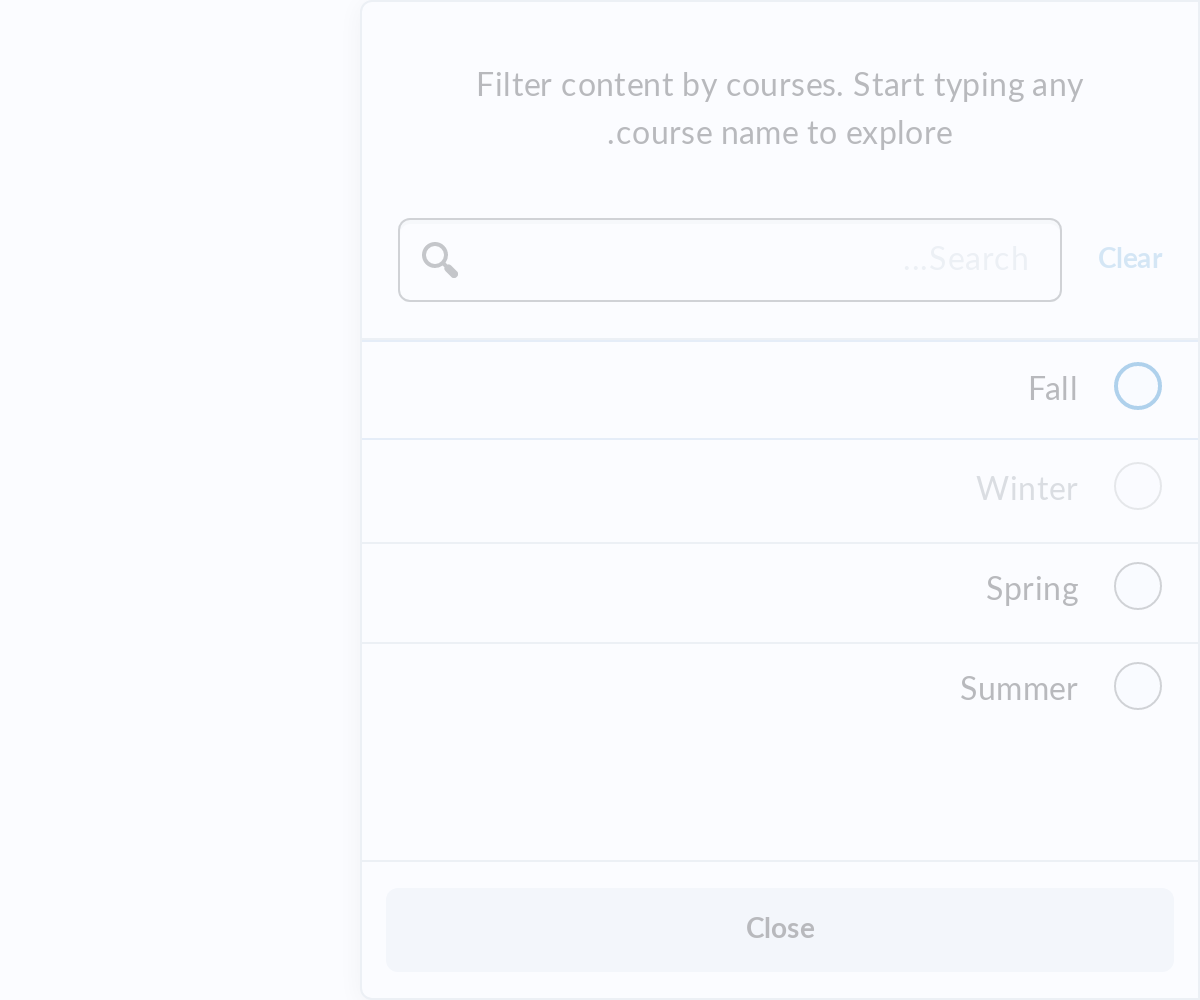 Filter content by courses. Start typing any
.course name to explore
...Search
Clear
Fall
Winter
Spring
Summer
Close